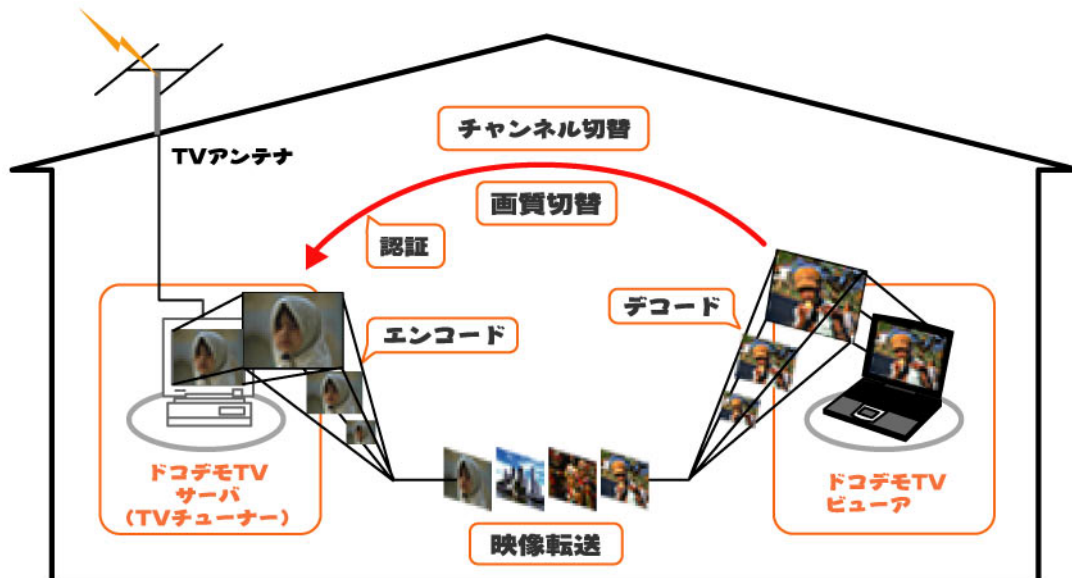 チャンネル切替
TVアンテナ
画質切替
認証
エンコード
デコード
ドコデモTV
サーバ
(TVチューナー)
ドコデモTV
ビューア
映像転送